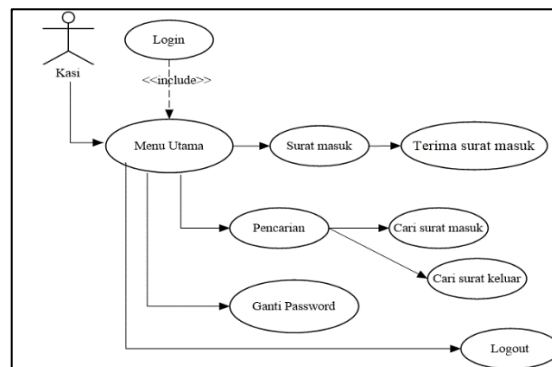 Login
Kasi
<<include>>
Menu Utama
Surat masuk
Terima surat masuk
Pencarian
Cari surat masuk
Cari surat keluar
Ganti Password
Logout